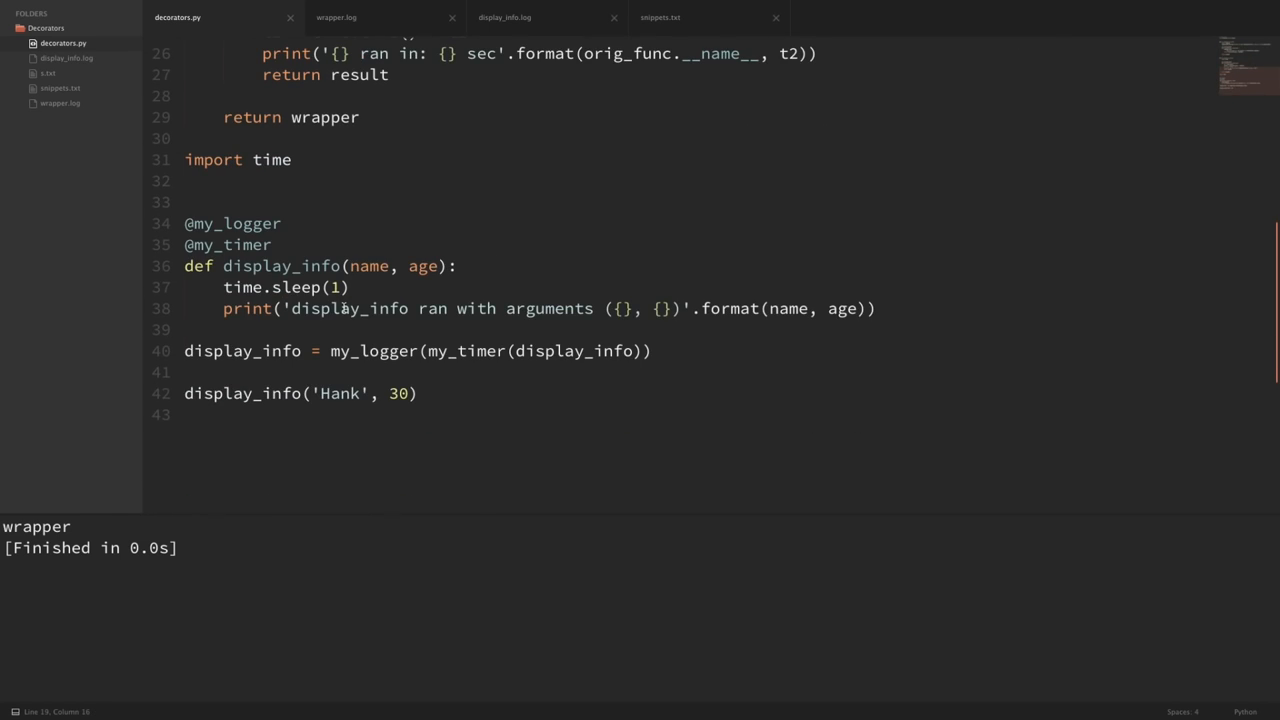 FOLDERS
Decorators
decorators.py
display_info.log
s.txt
snippets.txt
wrapper.log
decorators.py
wrapper.log
display_info.log
snippets.txt
26 print('{} ran in: {} sec'.format(orig_func.__name__, t2))
27 return result
28
29 return wrapper
30
31 import time
32
33
34 @my_logger
35 @my_timer
36 def display_info(name, age):
37 time.sleep(1)
38 print('display_info ran with arguments ({}, {})'.format(name, age))
39
40 display_info = my_logger(my_timer(display_info))
41
42 display_info('Hank', 30)
43
wrapper
[Finished in 0.0s]
Line 19, Column 16
Spaces: 4
Python